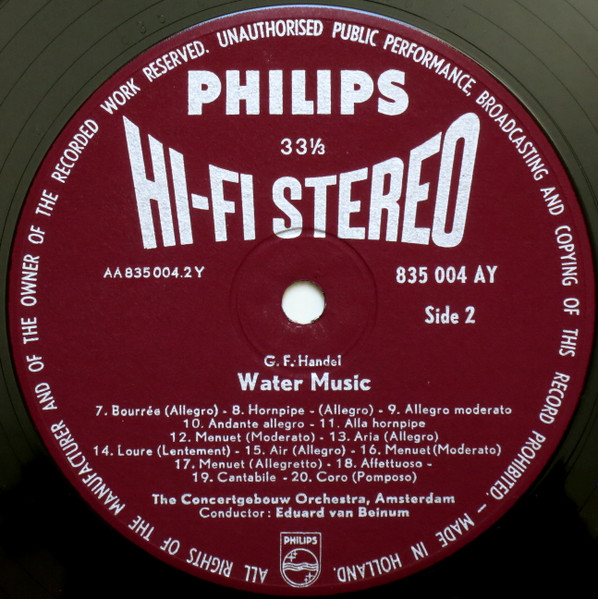 ALL RIGHTS OF THE MANUFACTURER AND OF THE OWNER OF THE RECORDED WORK RESERVED. UNAUTHORISED PUBLIC PERFORMANCE, BROADCASTING AND COPYING OF THIS RECORD PROHIBITED. – MADE IN HOLLAND.
PHILIPS
33⅓
HI-FI STEREO
AA835 004.2Y
835 004 AY
Side 2
G. F. Handel
Water Music
7. Bourrée (Allegro) - 8. Hornpipe - (Allegro) - 9. Allegro moderato
10. Andante allegro - 11. Alla hornpipe
12. Menuet (Moderato) - 13. Aria (Allegro)
14. Loure (Lentement) - 15. Air (Allegro) - 16. Menuet (Moderato)
17. Menuet (Allegretto) - 18. Affettuoso -
19. Cantabile - 20. Coro (Pomposo)
The Concertgebouw Orchestra, Amsterdam
Conductor : Eduard van Beinum
PHILIPS